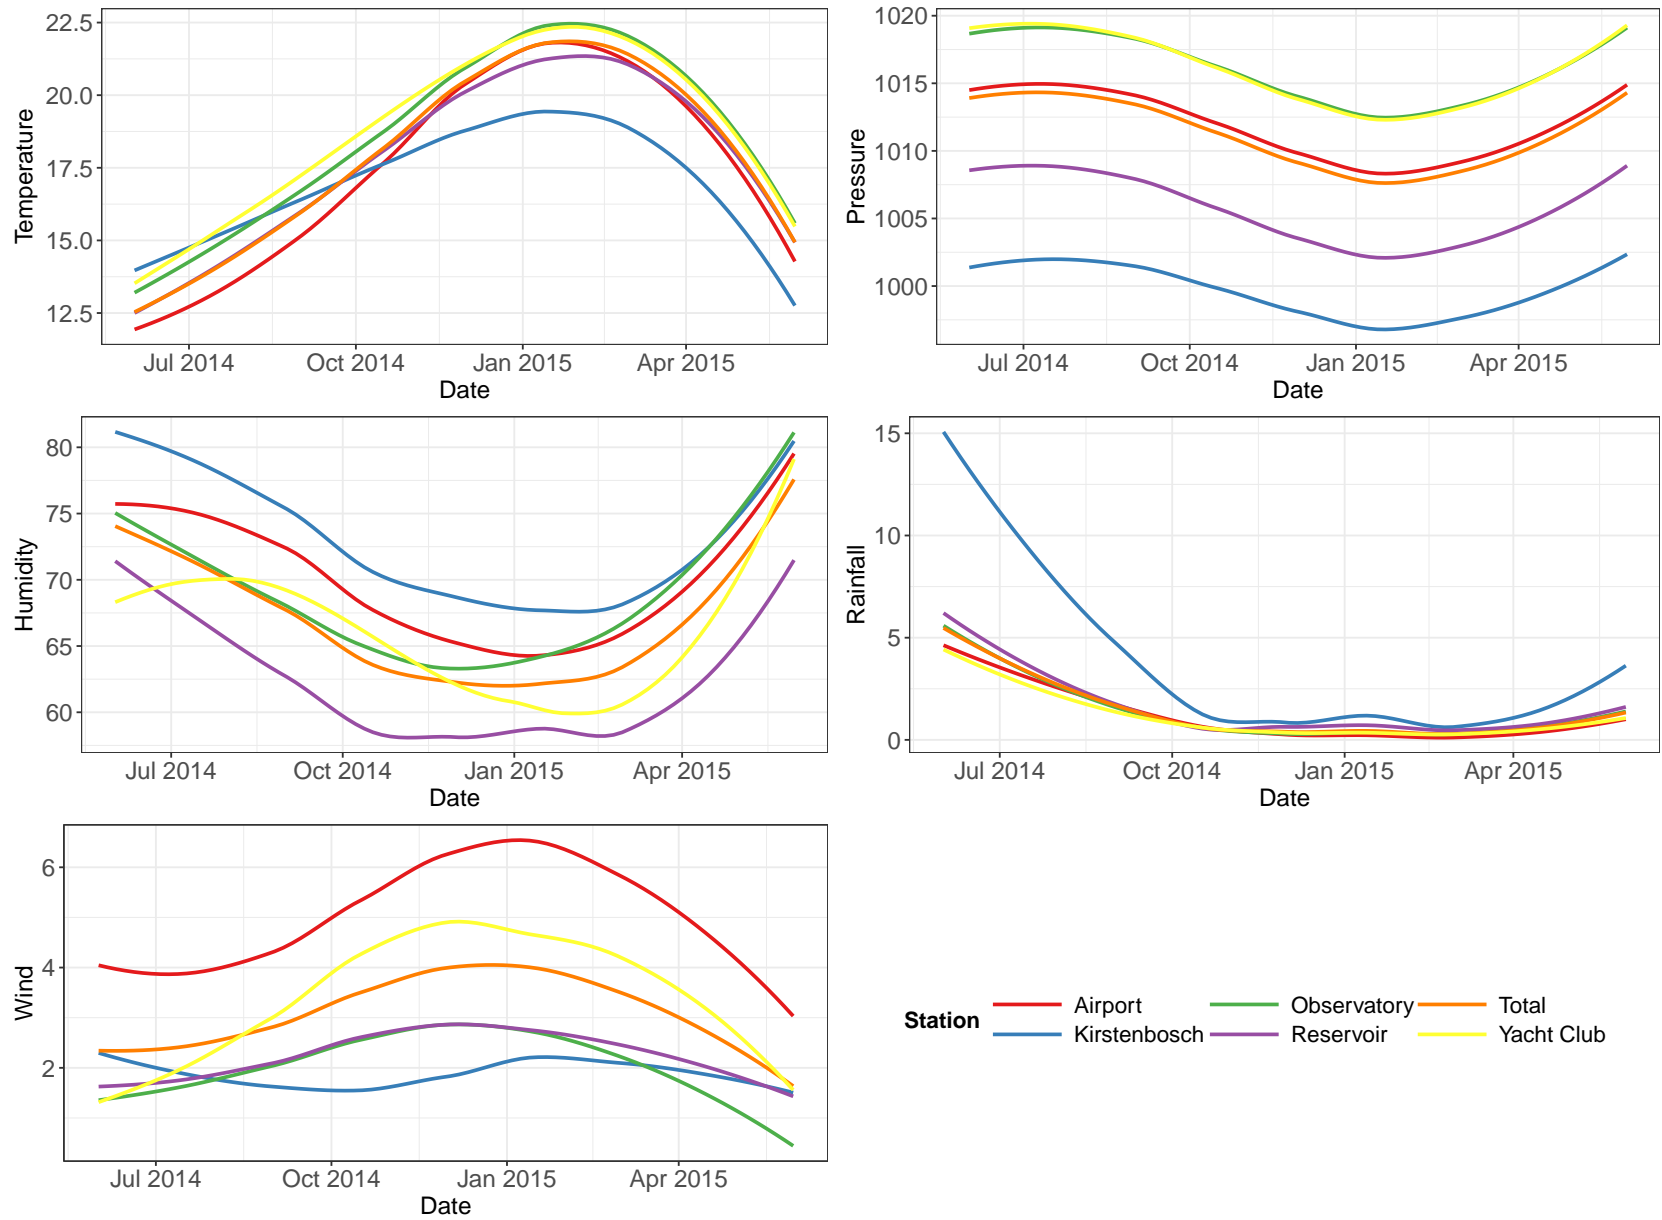 Temperature
22.5
20.0
17.5
15.0
12.5
Jul 2014 Oct 2014 Jan 2015 Apr 2015
Date
Pressure
1020
1015
1010
1005
1000
Jul 2014 Oct 2014 Jan 2015 Apr 2015
Date
Humidity
80
75
70
65
60
Jul 2014 Oct 2014 Jan 2015 Apr 2015
Date
Rainfall
15
10
5
0
Jul 2014 Oct 2014 Jan 2015 Apr 2015
Date
Wind
6
4
2
Jul 2014 Oct 2014 Jan 2015 Apr 2015
Date
Station
Airport Observatory Total
Kirstenbosch Reservoir Yacht Club